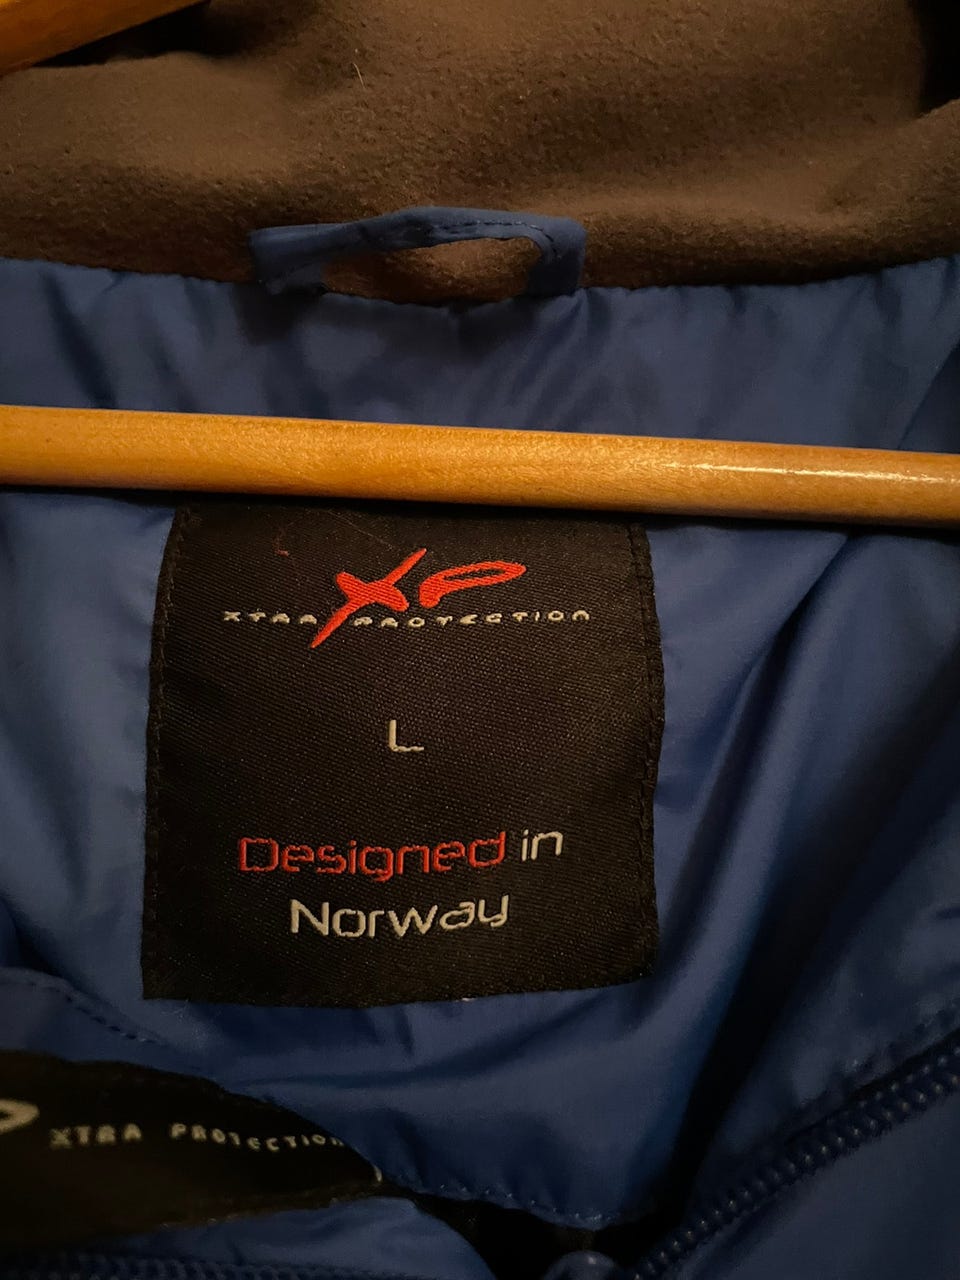 XP
XTRA PROTECTION
L
Designed in
Norway
P
XTRA PROTECTION